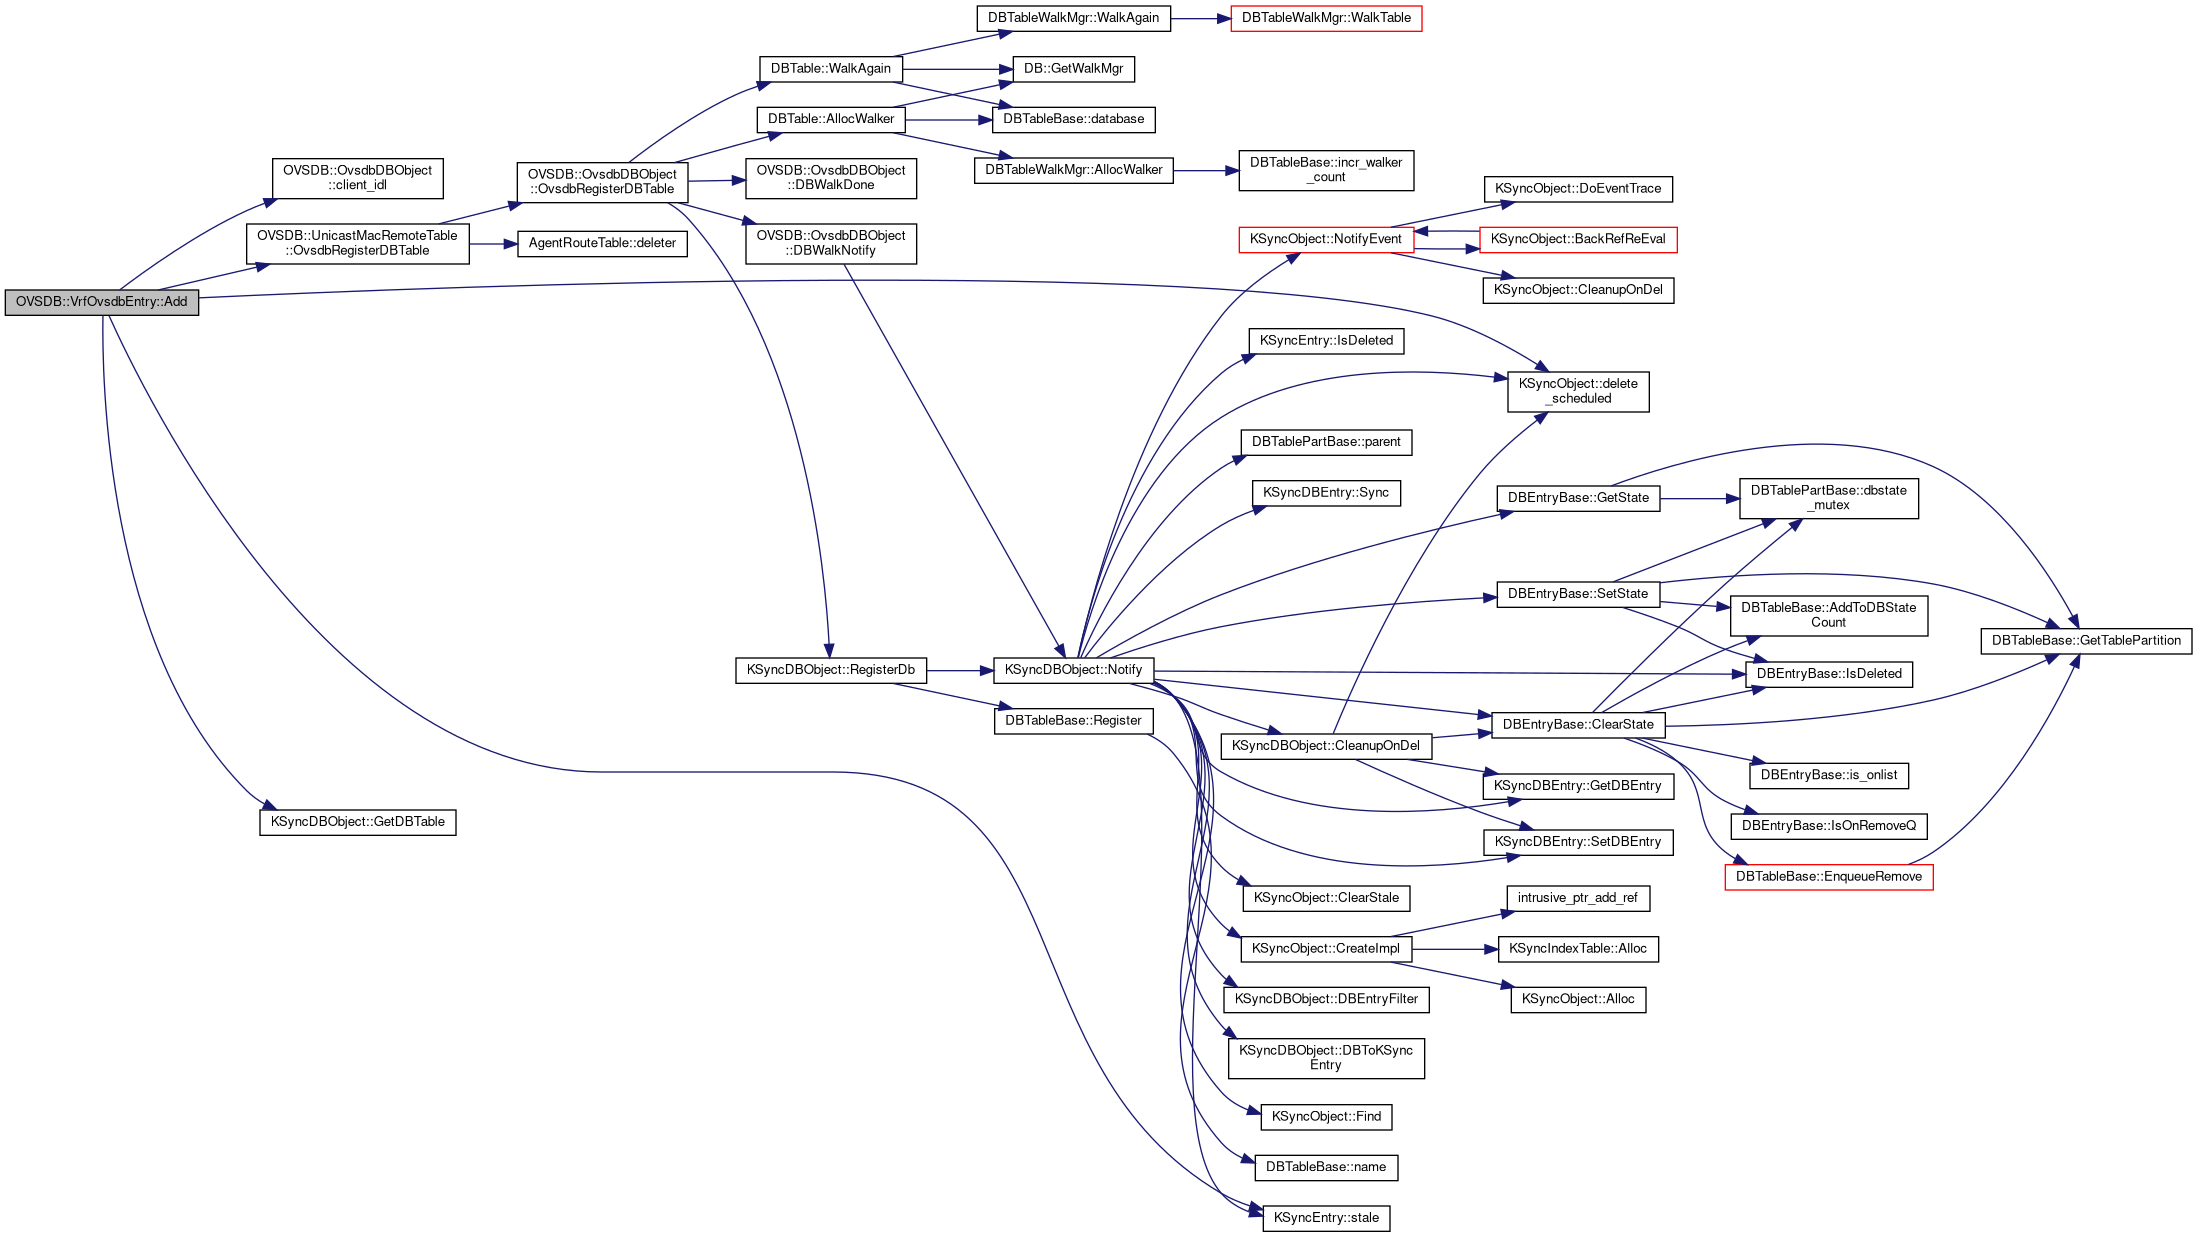 DBTableWalkMgr::WalkAgain
DBTableWalkMgr::WalkTable
DBTable::WalkAgain
DB::GetWalkMgr
DBTable::AllocWalker
DBTableBase::database
OVSDB::OvsdbDBObject
::client_idl
OVSDB::OvsdbDBObject
::OvsdbRegisterDBTable
OVSDB::OvsdbDBObject
::DBWalkDone
DBTableWalkMgr::AllocWalker
DBTableBase::incr_walker
_count
KSyncObject::DoEventTrace
OVSDB::UnicastMacRemoteTable
::OvsdbRegisterDBTable
AgentRouteTable::deleter
OVSDB::OvsdbDBObject
::DBWalkNotify
KSyncObject::NotifyEvent
KSyncObject::BackRefReEval
KSyncObject::CleanupOnDel
OVSDB::VrfOvsdbEntry::Add
KSyncEntry::IsDeleted
KSyncObject::delete
_scheduled
DBTablePartBase::parent
KSyncDBEntry::Sync
DBEntryBase::GetState
DBTablePartBase::dbstate
_mutex
DBEntryBase::SetState
DBTableBase::AddToDBState
Count
DBTableBase::GetTablePartition
KSyncDBObject::RegisterDb
KSyncDBObject::Notify
DBEntryBase::IsDeleted
DBTableBase::Register
DBEntryBase::ClearState
KSyncDBObject::CleanupOnDel
DBEntryBase::is_onlist
KSyncDBEntry::GetDBEntry
KSyncDBObject::GetDBTable
DBEntryBase::IsOnRemoveQ
KSyncDBEntry::SetDBEntry
DBTableBase::EnqueueRemove
KSyncObject::ClearStale
intrusive_ptr_add_ref
KSyncObject::CreateImpl
KSyncIndexTable::Alloc
KSyncDBObject::DBEntryFilter
KSyncObject::Alloc
KSyncDBObject::DBToKSync
Entry
KSyncObject::Find
DBTableBase::name
KSyncEntry::stale